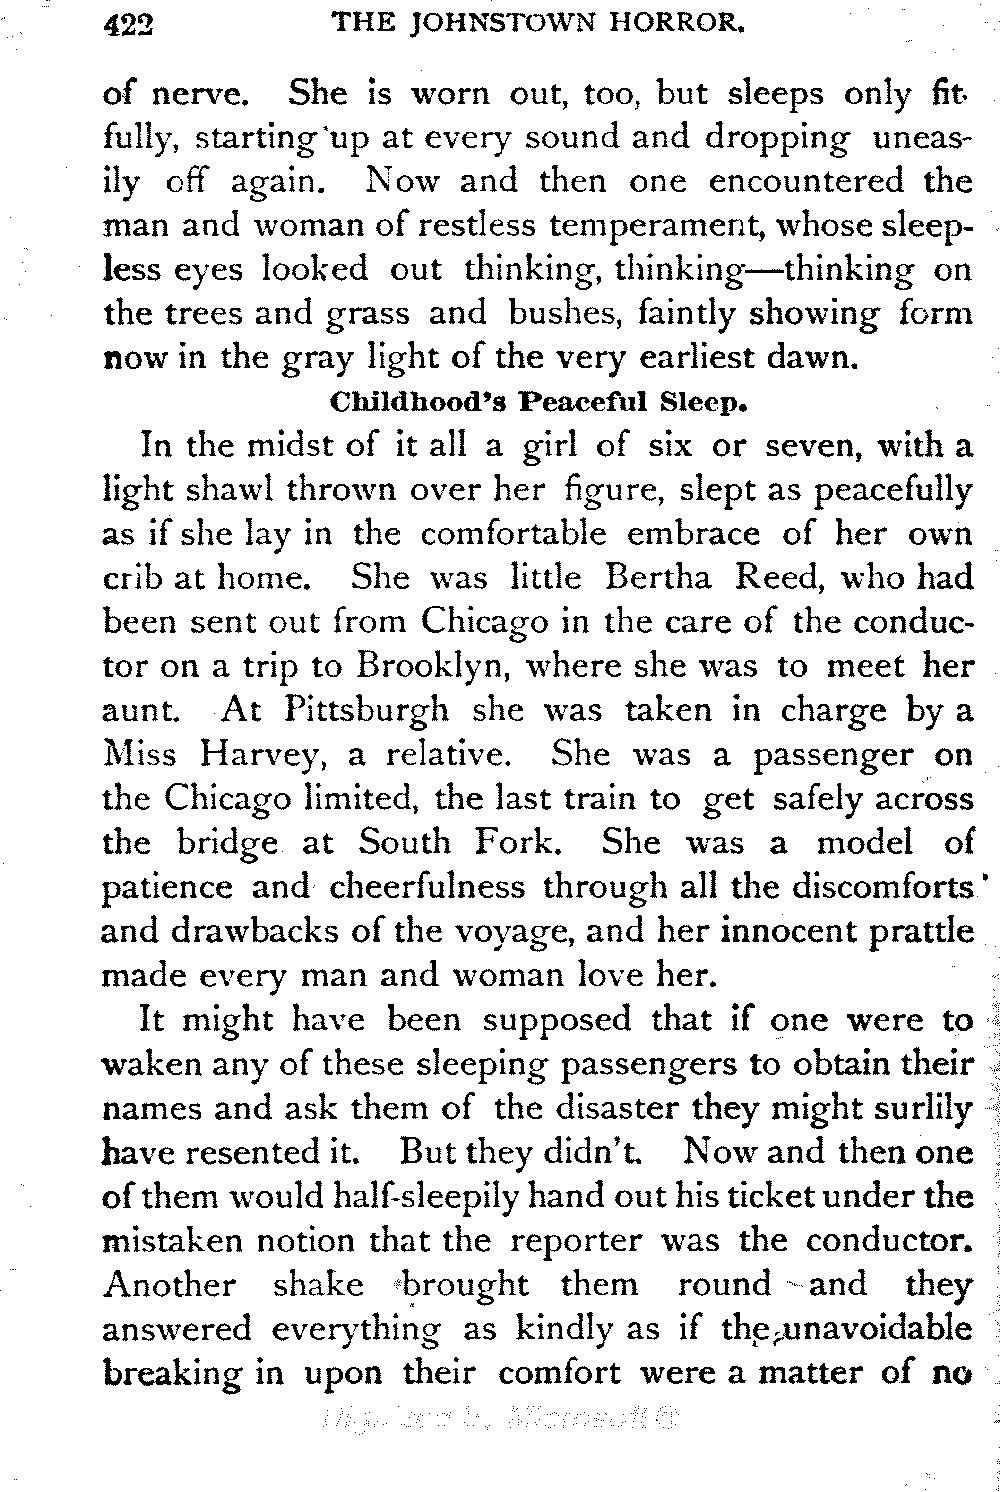 422 THE JOHNSTOWN HORROR.
of nerve. She is worn out, too, but sleeps only fit-
fully, starting up at every sound and dropping uneas-
ily off again. Now and then one encountered the
man and woman of restless temperament, whose sleep-
less eyes looked out thinking, thinking—thinking on
the trees and grass and bushes, faintly showing form
now in the gray light of the very earliest dawn.
Childhood's Peaceful Sleep.
In the midst of it all a girl of six or seven, with a
light shawl thrown over her figure, slept as peacefully
as if she lay in the comfortable embrace of her own
crib at home. She was little Bertha Reed, who had
been sent out from Chicago in the care of the conduc-
tor on a trip to Brooklyn, where she was to meet her
aunt. At Pittsburgh she was taken in charge by a
Miss Harvey, a relative. She was a passenger on
the Chicago limited, the last train to get safely across
the bridge at South Fork. She was a model of
patience and cheerfulness through all the discomforts
and drawbacks of the voyage, and her innocent prattle
made every man and woman love her.
It might have been supposed that if one were to
waken any of these sleeping passengers to obtain their
names and ask them of the disaster they might surlily
have resented it. But they didn't. Now and then one
of them would half-sleepily hand out his ticket under the
mistaken notion that the reporter was the conductor.
Another shake brought them round and they
answered everything as kindly as if the unavoidable
breaking in upon their comfort were a matter of no
Digitized by Microsoft®